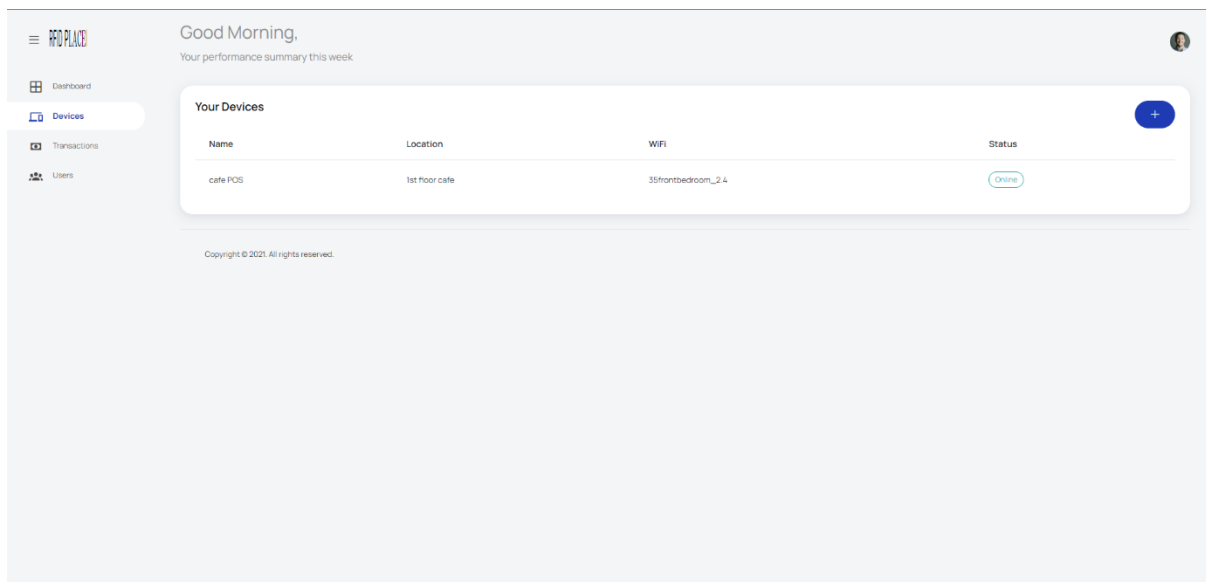 RFID PLACE
Good Morning,
Your performance summary this week
Dashboard
Devices
Transactions
Users
Your Devices
+
Name Location WiFi Status
cafe POS 1st floor cafe 35frontbedroom_2.4 Online
Copyright © 2021. All rights reserved.